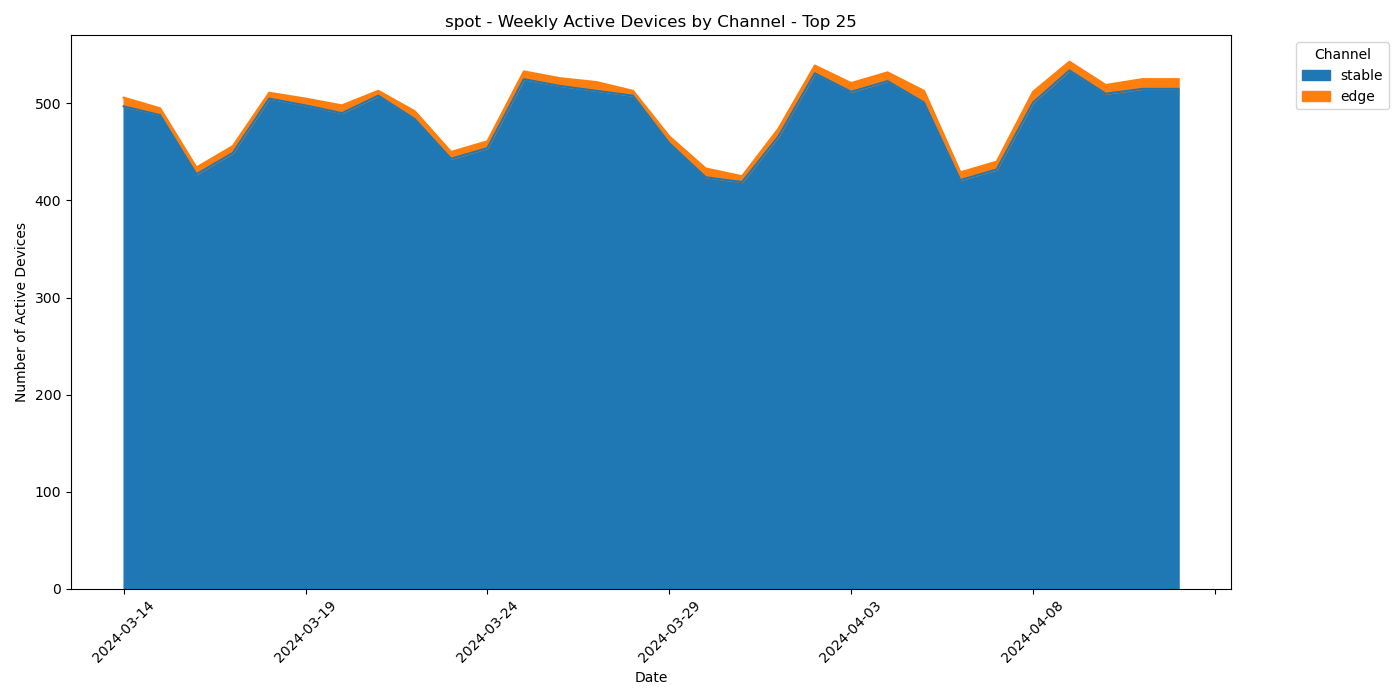 spot - Weekly Active Devices by Channel - Top 25
Channel
stable
edge
Number of Active Devices
500
400
300
200
100
0
2024-03-14
2024-03-19
2024-03-24
2024-03-29
2024-04-03
2024-04-08
Date